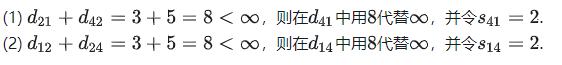 (1) d₂₁ + d₄₂ = 3 + 5 = 8 < ∞，则在d₄₁中用8代替∞，并令s₄₁ = 2.
(2) d₁₂ + d₂₄ = 3 + 5 = 8 < ∞，则在d₁₄中用8代替∞，并令s₁₄ = 2.